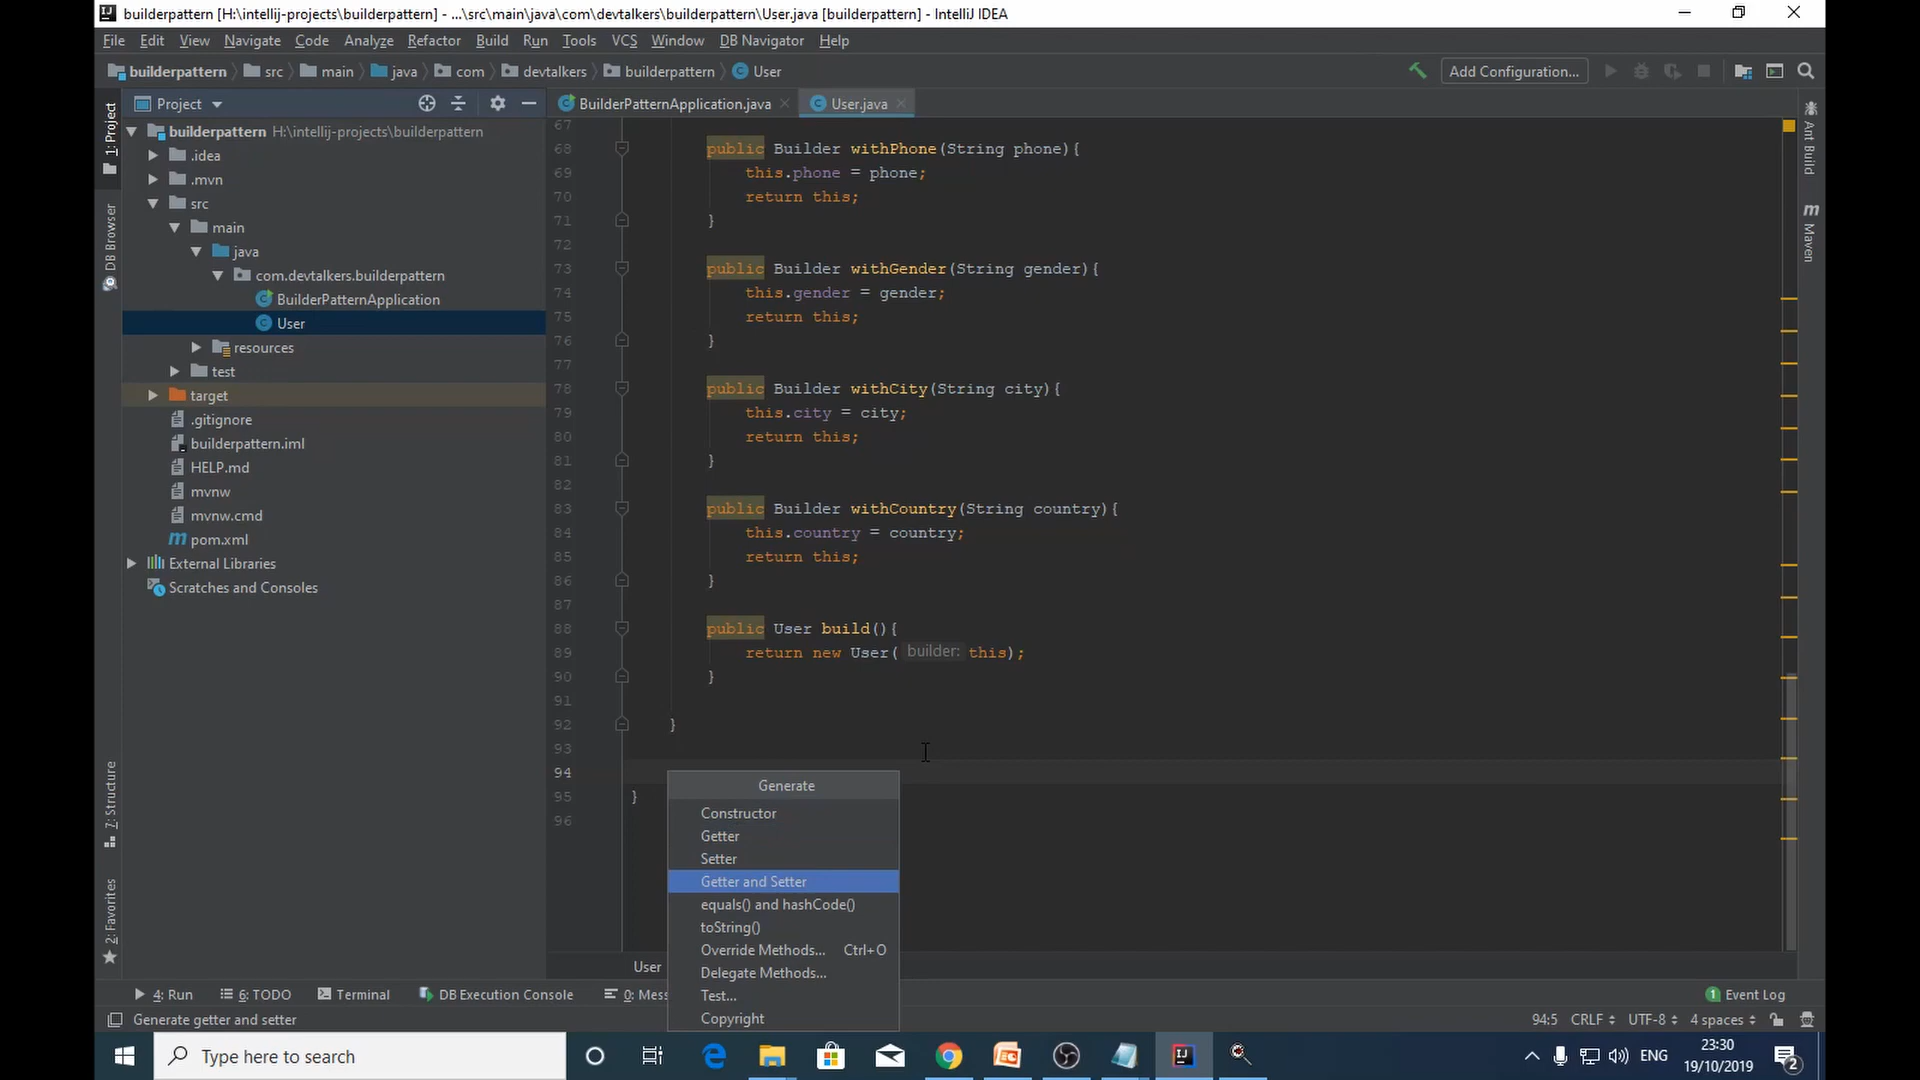 builderpattern [H:\intellij-projects\builderpattern] - ...\src\main\java\com\devtalkers\builderpattern\User.java [builderpattern] - IntelliJ IDEA
File Edit View Navigate Code Analyze Refactor Build Run Tools VCS Window DB Navigator Help
builderpattern src main java com devtalkers builderpattern User Add Configuration...
1: Project
DB Browser
7: Structure
2: Favorites
Project
builderpattern H:\intellij-projects\builderpattern
.idea
.mvn
src
main
java
com.devtalkers.builderpattern
BuilderPatternApplication
User
resources
test
target
.gitignore
builderpattern.iml
HELP.md
mvnw
mvnw.cmd
pom.xml
External Libraries
Scratches and Consoles
BuilderPatternApplication.java User.java
67
68 public Builder withPhone(String phone){
69 this.phone = phone;
70 return this;
71 }
72
73 public Builder withGender(String gender){
74 this.gender = gender;
75 return this;
76 }
77
78 public Builder withCity(String city){
79 this.city = city;
80 return this;
81 }
82
83 public Builder withCountry(String country){
84 this.country = country;
85 return this;
86 }
87
88 public User build(){
89 return new User( builder: this);
90 }
91
92 }
93
94
95 }
96
Generate
Constructor
Getter
Setter
Getter and Setter
equals() and hashCode()
toString()
Override Methods... Ctrl+O
Delegate Methods...
Test...
Copyright
User
Ant Build
Maven
4: Run 6: TODO Terminal DB Execution Console 0: Mess 1 Event Log
Generate getter and setter 94:5 CRLF UTF-8 4 spaces
Type here to search ENG 23:30
19/10/2019 2